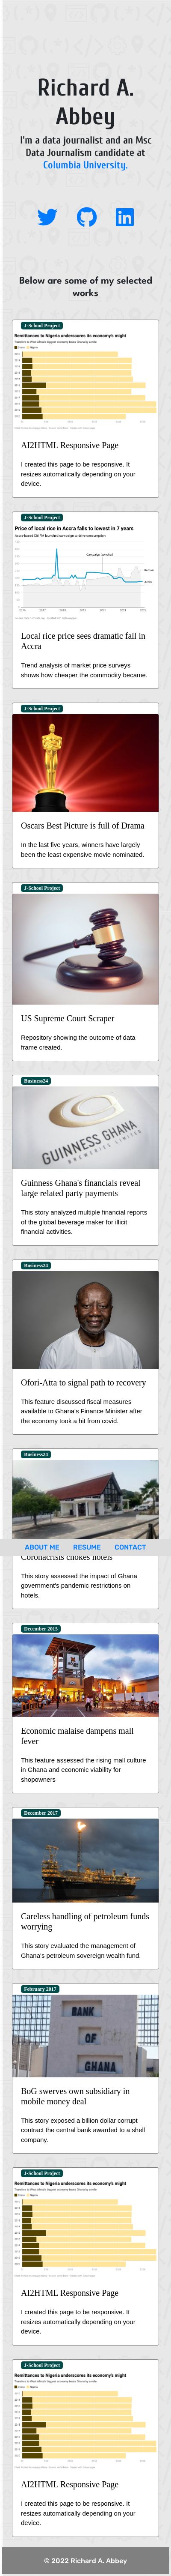 Richard A.
Abbey
I'm a data journalist and an Msc
Data Journalism candidate at
Columbia University.
Below are some of my selected
works
J-School Project
Remittances to Nigeria underscores its economy's might
AI2HTML Responsive Page
I created this page to be responsive. It
resizes automatically depending on your
device.
J-School Project
Price of local rice in Accra falls to lowest in 7 years
Local rice price sees dramatic fall in
Accra
Trend analysis of market price surveys
shows how cheaper the commodity became.
J-School Project
Oscars Best Picture is full of Drama
In the last five years, winners have largely
been the least expensive movie nominated.
J-School Project
US Supreme Court Scraper
Repository showing the outcome of data
frame created.
Business24
GUINNESS GHANA
BREWERIES LIMITED
Guinness Ghana's financials reveal
large related party payments
This story analyzed multiple financial reports
of the global beverage maker for illicit
financial activities.
Business24
Ofori-Atta to signal path to recovery
This feature discussed fiscal measures
available to Ghana's Finance Minister after
the economy took a hit from covid.
Business24
ABOUT ME RESUME CONTACT
Coronacrisis chokes hotels
This story assessed the impact of Ghana
government's pandemic restrictions on
hotels.
December 2015
Economic malaise dampens mall
fever
This feature assessed the rising mall culture
in Ghana and economic viability for
shopowners
December 2017
Careless handling of petroleum funds
worrying
This story evaluated the management of
Ghana's petroleum sovereign wealth fund.
February 2017
BANK
OF
GHANA
BoG swerves own subsidiary in
mobile money deal
This story exposed a billion dollar corrupt
contract the central bank awarded to a shell
company.
J-School Project
Remittances to Nigeria underscores its economy's might
AI2HTML Responsive Page
I created this page to be responsive. It
resizes automatically depending on your
device.
J-School Project
Remittances to Nigeria underscores its economy's might
AI2HTML Responsive Page
I created this page to be responsive. It
resizes automatically depending on your
device.
© 2022 Richard A. Abbey